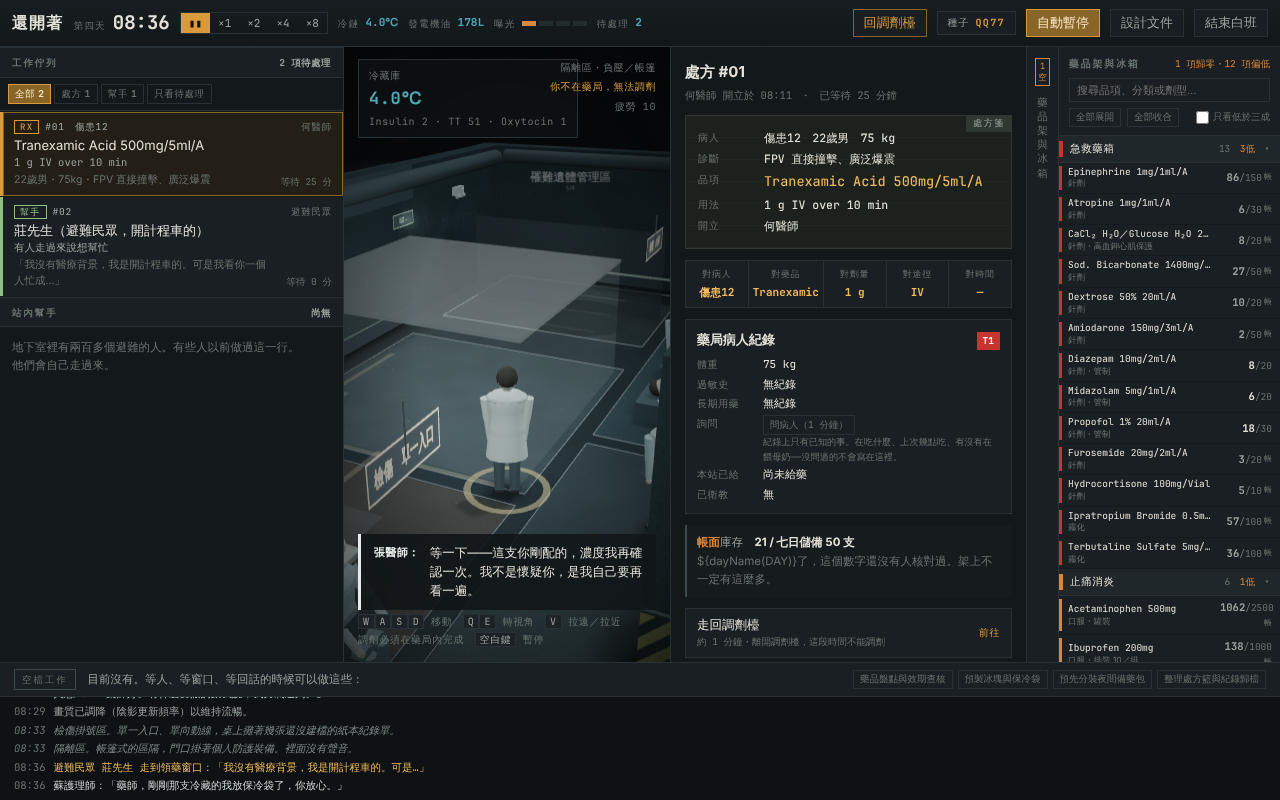 還開著 第四天 08:36 ▮▮ ×1 ×2 ×4 ×8 冷鏈 4.0℃ 發電機油 178L 曝光 待處理 2 回調劑檯 種子 QQ77 自動暫停 設計文件 結束白班
工作佇列 2 項待處理
全部 2 處方 1 幫手 1 只看待處理
RX #01 傷患12 何醫師
Tranexamic Acid 500mg/5ml/A
1 g IV over 10 min
22歲男・75kg・FPV 直接撞擊、廣泛爆震 等待 25 分
幫手 #02 避難民眾
莊先生（避難民眾，開計程車的）
有人走過來說想幫忙
「我沒有醫療背景，我是開計程車的。可是我看你一個
人忙成…」 等待 0 分
站內幫手 尚無
地下室裡有兩百多個避難的人。有些人以前做過這一行。
他們會自己走過來。
冷藏庫
4.0℃
Insulin 2 · TT 51 · Oxytocin 1
隔離區・負壓／帳篷
你不在藥局，無法調劑
疲勞 10
罹難遺體管理區
檢傷 單一入口
張醫師： 等一下——這支你剛配的，濃度我再確
認一次。我不是懷疑你，是我自己要再
看一遍。
W A S D 移動 Q E 轉視角 V 拉遠／拉近
調劑必須在藥局內完成 空白鍵 暫停
處方 #01
何醫師 開立於 08:11 · 已等待 25 分鐘
處方箋
病人 傷患12 22歲男 75 kg
診斷 FPV 直接撞擊、廣泛爆震
品項 Tranexamic Acid 500mg/5ml/A
用法 1 g IV over 10 min
開立 何醫師
對病人 對藥品 對劑量 對途徑 對時間
傷患12 Tranexamic 1 g IV —
藥局病人紀錄 T1
體重 75 kg
過敏史 無紀錄
長期用藥 無紀錄
詢問 問病人（1 分鐘）
紀錄上只有已知的事。在吃什麼、上次幾點吃、有沒有在
餵母奶——沒問過的不會寫在這裡。
本站已給 尚未給藥
已衛教 無
帳面庫存 21 / 七日儲備 50 支
${dayName(DAY)}了，這個數字還沒有人核對過。架上不
一定有這麼多。
走回調劑檯
約 1 分鐘・離開調劑檯，這段時間不能調劑 前往
1
空
藥
品
架
與
冰
箱
藥品架與冰箱 1 項歸零・12 項偏低
搜尋品項、分類或劑型…
全部展開 全部收合 只看低於三成
急救藥箱 13 3低
Epinephrine 1mg/1ml/A 86/150 帳
針劑
Atropine 1mg/1ml/A 6/30 帳
針劑
CaCl₂ H₂O／Glucose H₂O 2… 8/20 帳
針劑・高血鉀心肌保護
Sod. Bicarbonate 1400mg/… 27/50 帳
針劑
Dextrose 50% 20ml/A 10/20 帳
針劑
Amiodarone 150mg/3ml/A 2/50 帳
針劑
Diazepam 10mg/2ml/A 8/20
針劑・管制
Midazolam 5mg/1ml/A 6/20
針劑・管制
Propofol 1% 20ml/A 18/30
針劑・管制
Furosemide 20mg/2ml/A 3/20 帳
針劑
Hydrocortisone 100mg/Vial 5/10 帳
針劑
Ipratropium Bromide 0.5m… 57/100 帳
霧化
Terbutaline Sulfate 5mg/… 36/100 帳
霧化
止痛消炎 6 1低
Acetaminophen 500mg 1062/2500
口服・罐裝 帳
Ibuprofen 200mg 138/1000
空檔工作 目前沒有。等人、等窗口、等回話的時候可以做這些： 藥品盤點與效期查核 預製冰塊與保冷袋 預先分裝夜間備藥包 整理處方籃與紀錄歸檔
08:29 畫質已調降（陰影更新頻率）以維持流暢。
08:33 檢傷掛號區。單一入口、單向動線，桌上攤著幾張還沒建檔的紙本紀錄單。
08:33 隔離區。帳篷式的區隔，門口掛著個人防護裝備。裡面沒有聲音。
08:36 避難民眾 莊先生 走到領藥窗口：「我沒有醫療背景，我是開計程車的。可是…」
08:36 蘇護理師：「藥師，剛剛那支冷藏的我放保冷袋了，你放心。」